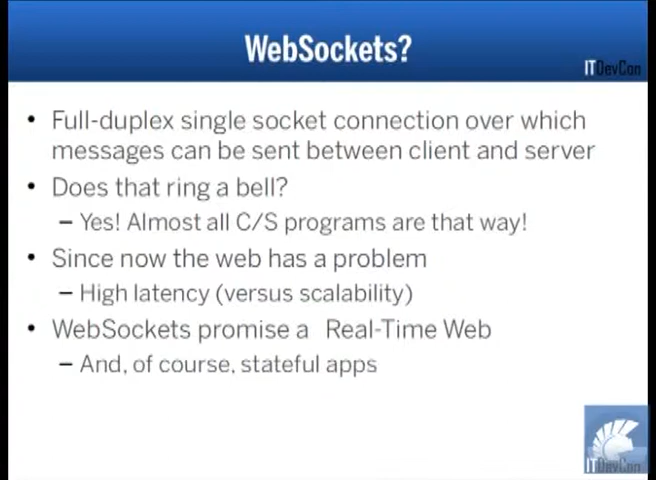 WebSockets?
ITDevCon
• Full-duplex single socket connection over which
messages can be sent between client and server
• Does that ring a bell?
– Yes! Almost all C/S programs are that way!
• Since now the web has a problem
– High latency (versus scalability)
• WebSockets promise a Real-Time Web
– And, of course, stateful apps
ITDevCon